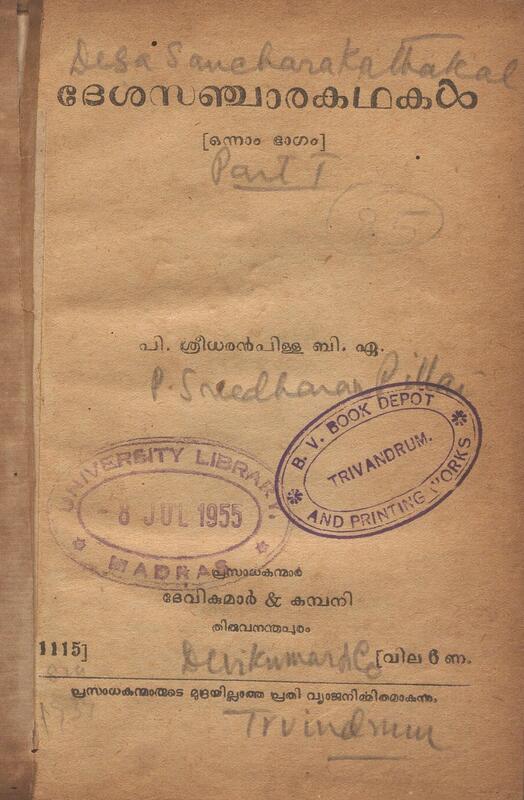 Desa Sancharakathakal
ദേശസഞ്ചാരകഥകൾ
[ഒന്നാം ഭാഗം]
Part I
85
പി. ശ്രീധരൻപിള്ള ബി. ഏ.
P. Sreedharan Pillai
B. V. BOOK DEPOT
TRIVANDRUM.
AND PRINTING WORKS
UNIVERSITY LIBRARY.
- 8 JUL 1955
MADRAS
പ്രസാധകന്മാർ
ദേവികുമാർ & കമ്പനി
തിരുവനന്തപുരം
1115] [വില 6 ണ.
Devikumar & Co
പ്രസാധകന്മാരുടെ മുദ്രയില്ലാത്ത പ്രതി വ്യാജനിർമ്മിതമാകുന്നു.
Trvindrum